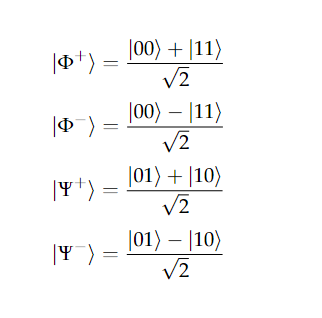 |Φ⁺⟩ = (|00⟩ + |11⟩)/√2
|Φ⁻⟩ = (|00⟩ − |11⟩)/√2
|Ψ⁺⟩ = (|01⟩ + |10⟩)/√2
|Ψ⁻⟩ = (|01⟩ − |10⟩)/√2